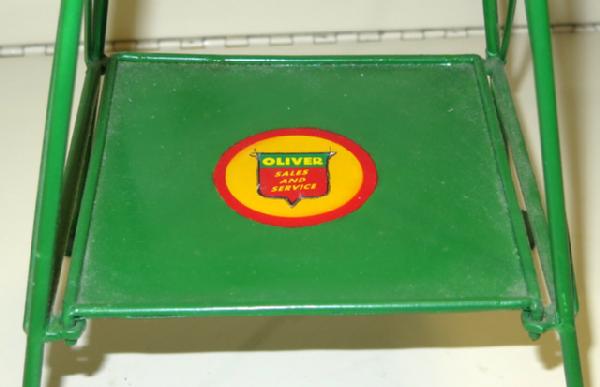 OLIVER
SALES
AND
SERVICE